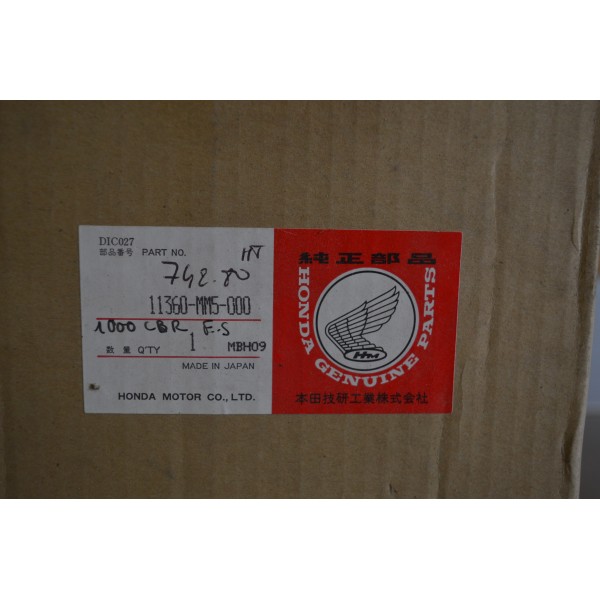 DIC027
部品番号 PART NO. HT
742.80
11360-MM5-000
1000 CBR F.S
数量 Q'TY 1 MBH09
MADE IN JAPAN
HONDA MOTOR CO., LTD.
純正部品
HONDA GENUINE PARTS
HM
本田技研工業株式会社